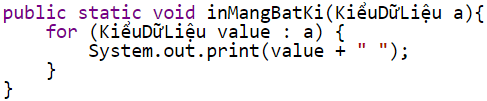 public static void inMangBatKi(KiểuDữLiệu a){
for (KiểuDữLiệu value : a) {
System.out.print(value + " ");
}
}